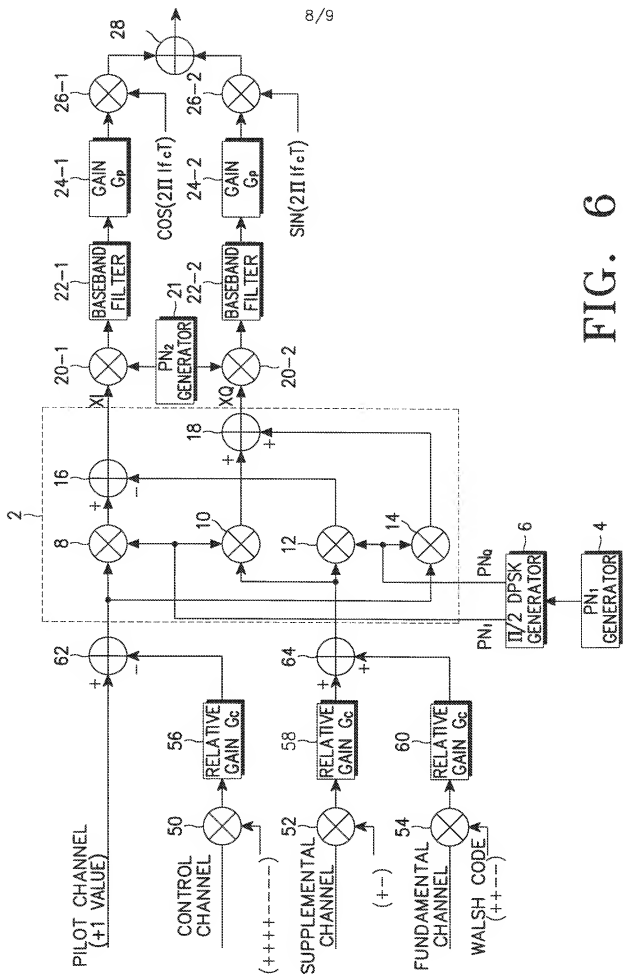 8/9
PILOT CHANNEL
(+1 VALUE)
CONTROL
CHANNEL
(++++----)
SUPPLEMENTAL
CHANNEL
(+-)
FUNDAMENTAL
CHANNEL
WALSH CODE
(++--)
50
52
54
56
RELATIVE
GAIN GC
58
RELATIVE
GAIN GC
60
RELATIVE
GAIN GC
62
+
-
64
+
+
2
8
10
12
14
16
+
-
18
+
+
PNI
PNQ
6
Π/2 DPSK
GENERATOR
4
PN1
GENERATOR
XI
XQ
20-1
21
PN2
GENERATOR
20-2
22-1
BASEBAND
FILTER
22-2
BASEBAND
FILTER
24-1
GAIN
GP
24-2
GAIN
GP
26-1
COS(2ΠIfcT)
26-2
SIN(2ΠIfcT)
28
FIG. 6